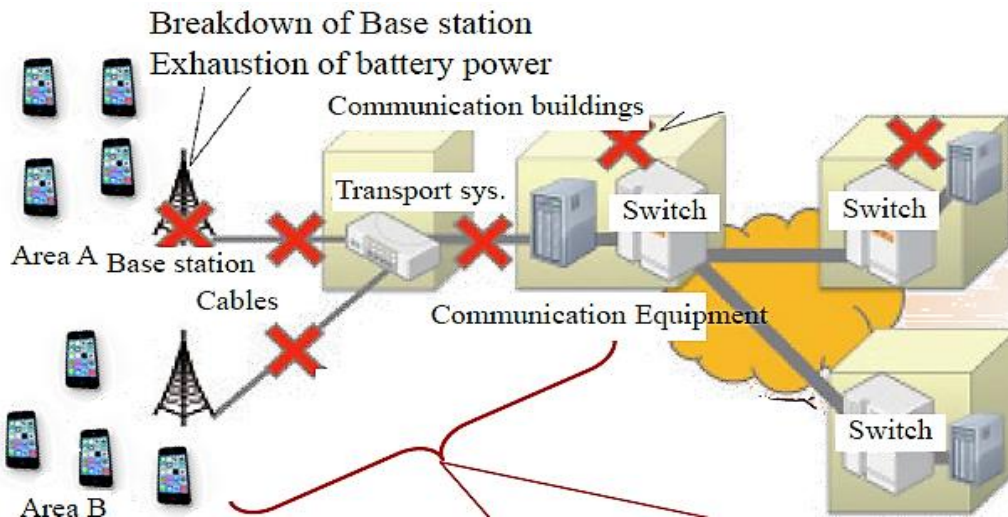 Breakdown of Base station
Exhaustion of battery power
Communication buildings
Transport sys.
Switch
Switch
Area A
Base station
Cables
Communication Equipment
Switch
Area B